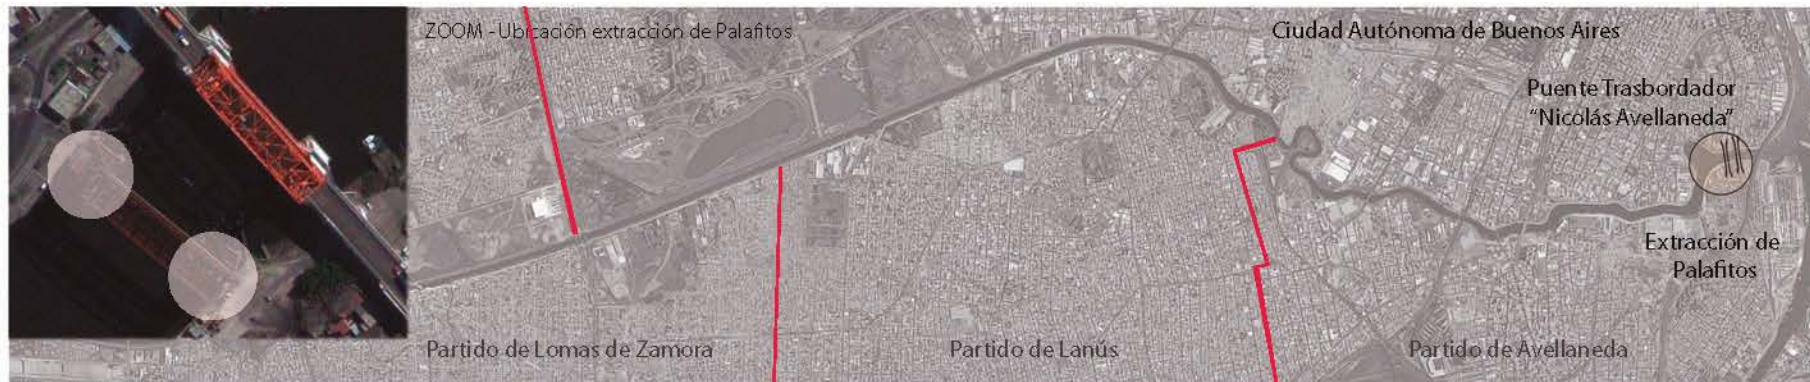 ZOOM - Ubicación extracción de Palafitos
Ciudad Autónoma de Buenos Aires
Puente Trasbordador
“Nicolás Avellaneda”
Extracción de
Palafitos
Partido de Lomas de Zamora
Partido de Lanús
Partido de Avellaneda